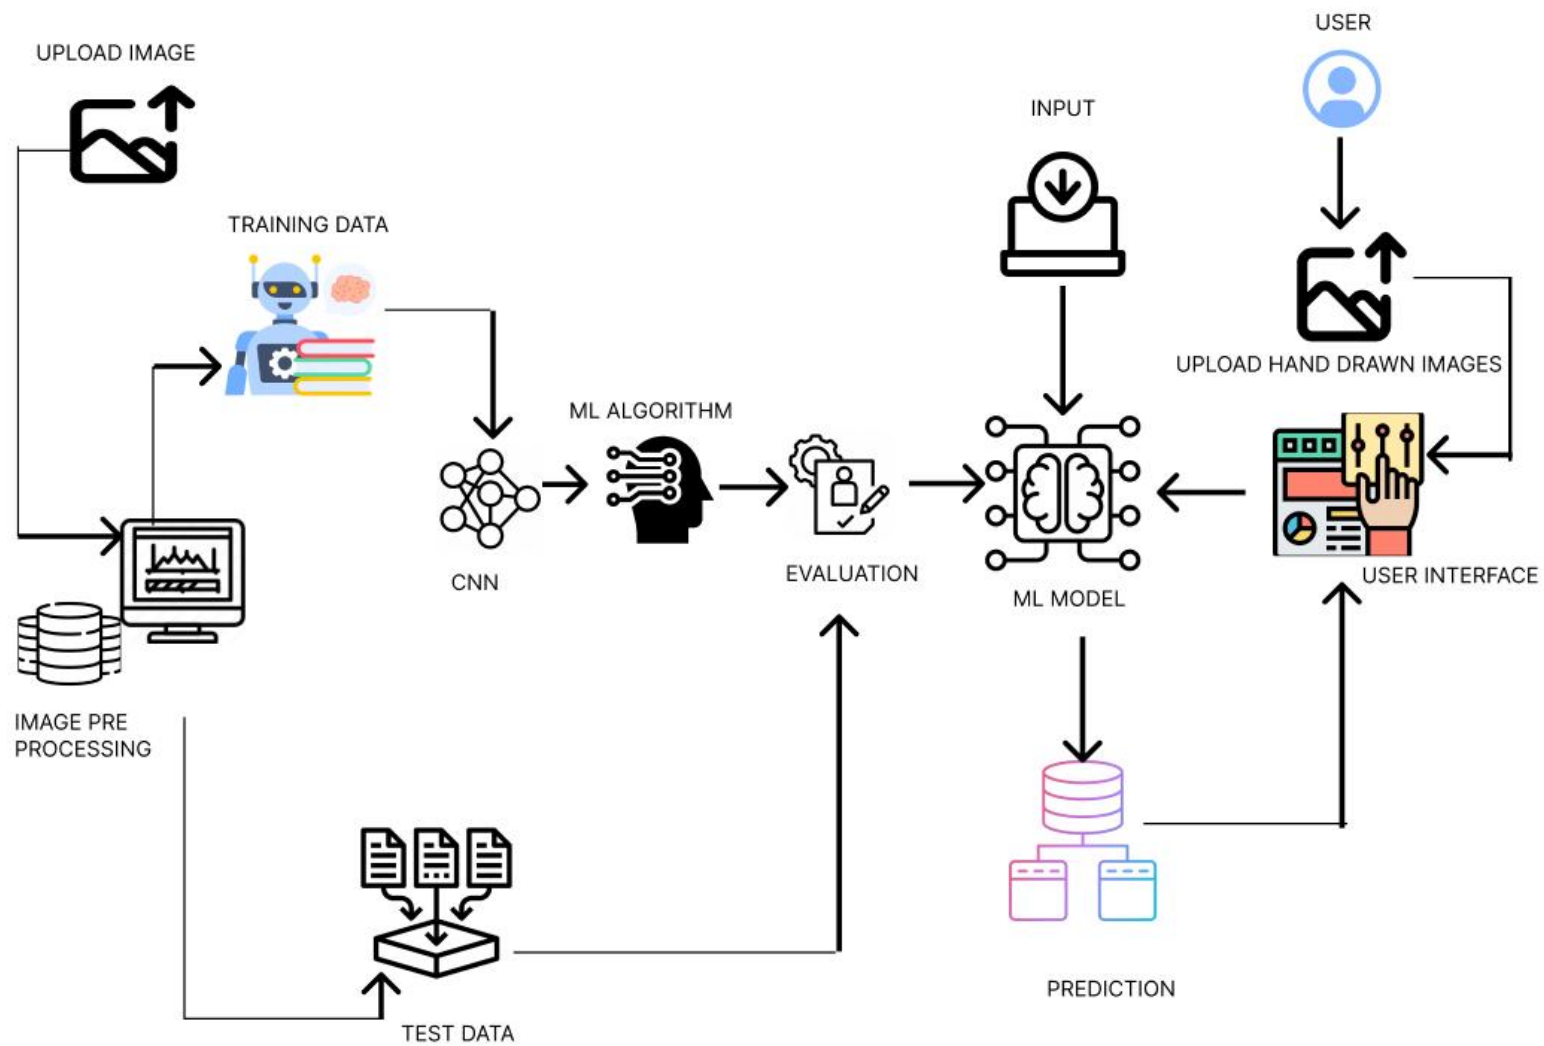 USER
UPLOAD IMAGE
INPUT
TRAINING DATA
UPLOAD HAND DRAWN IMAGES
ML ALGORITHM
EVALUATION
USER INTERFACE
CNN
ML MODEL
IMAGE PRE
PROCESSING
PREDICTION
TEST DATA